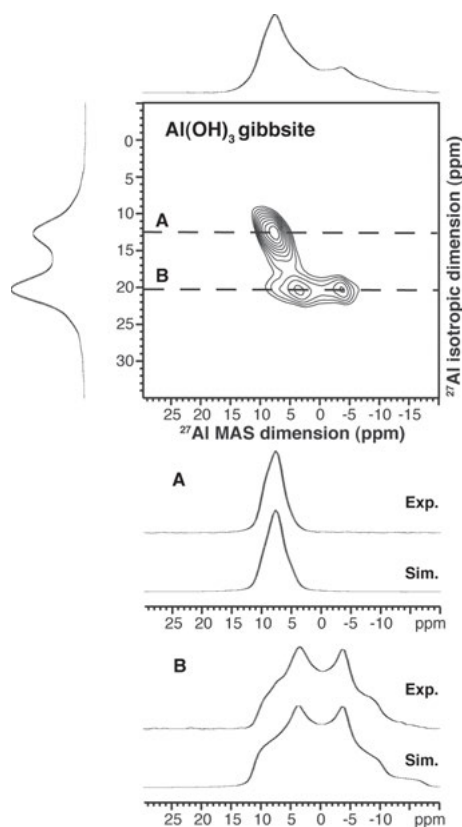 Al(OH)₃ gibbsite
0
5
10
15
20
25
30
A
B
²⁷Al isotropic dimension (ppm)
25 20 15 10 5 0 -5 -10 -15
²⁷Al MAS dimension (ppm)
A
Exp.
Sim.
25 20 15 10 5 0 -5 -10 ppm
B
Exp.
Sim.
25 20 15 10 5 0 -5 -10 ppm